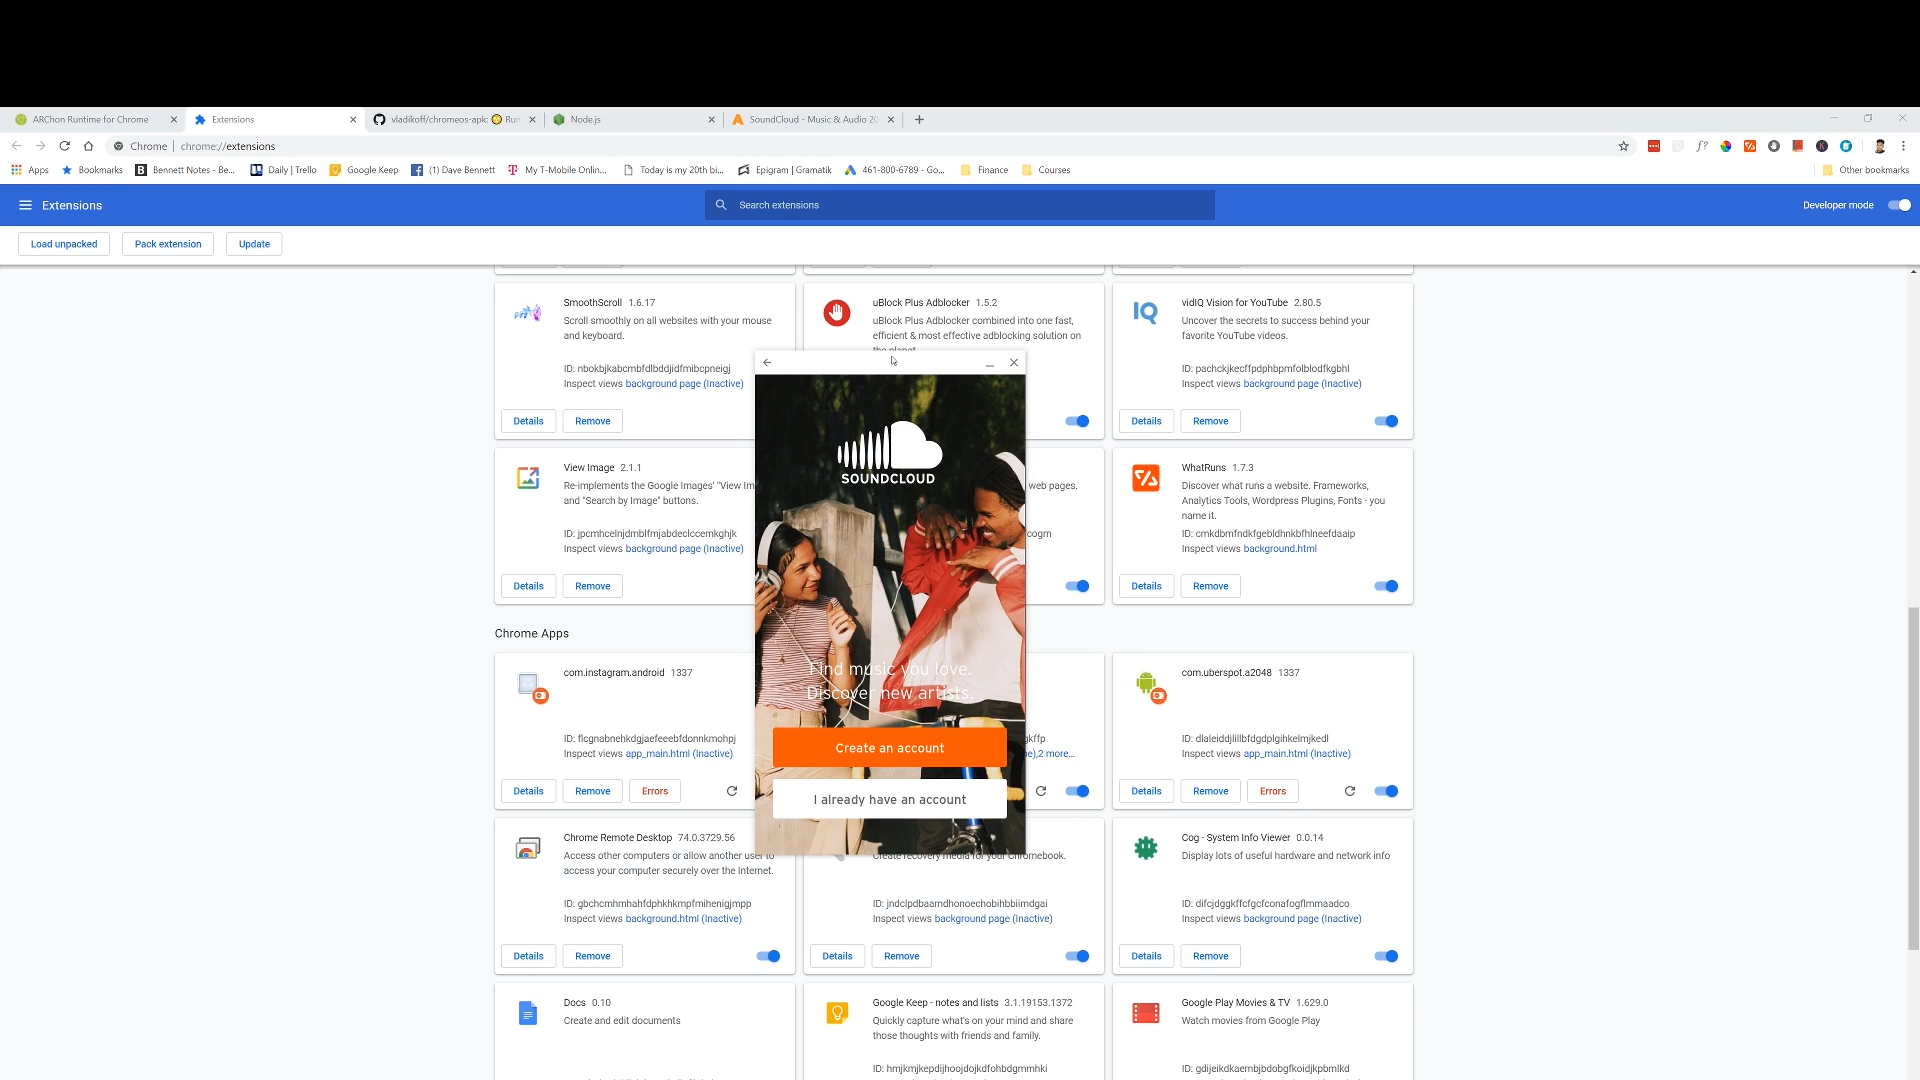 ARChon Runtime for Chrome
Extensions
vladikoff/chromeos-apk: Run
Node.js
SoundCloud - Music & Audio 20
Chrome | chrome://extensions
f?
Apps
Bookmarks
Bennett Notes - Be...
Daily | Trello
Google Keep
(1) Dave Bennett
My T-Mobile Onlin...
Today is my 20th bi...
Epigram | Gramatik
461-800-6789 - Go...
Finance
Courses
Other bookmarks
Extensions
Search extensions
Developer mode
Load unpacked
Pack extension
Update
SmoothScroll 1.6.17
Scroll smoothly on all websites with your mouse
and keyboard.
ID: nbokbjkabcmbfdlbddjidfmibcpneigj
Inspect views background page (Inactive)
Details
Remove
uBlock Plus Adblocker 1.5.2
uBlock Plus Adblocker combined into one fast,
efficient & most effective adblocking solution on
the planet.
IQ
vidIQ Vision for YouTube 2.80.5
Uncover the secrets to success behind your
favorite YouTube videos.
ID: pachckjkecffpdphbpmfolblodfkgbhl
Inspect views background page (Inactive)
Details
Remove
View Image 2.1.1
Re-implements the Google Images' "View Im
and "Search by Image" buttons.
ID: jpcmhcelnjdmblfmjabdeclccemkghjk
Inspect views background page (Inactive)
Details
Remove
web pages.
cogm
WhatRuns 1.7.3
Discover what runs a website. Frameworks,
Analytics Tools, Wordpress Plugins, Fonts - you
name it.
ID: cmkdbmfndkfgebldhnkbfhlneefdaaip
Inspect views background.html
Details
Remove
SOUNDCLOUD
Find music you love.
Discover new artists.
Create an account
I already have an account
Chrome Apps
com.instagram.android 1337
ID: flcgnabnehkdgjaefeeebfdonnkmohpj
Inspect views app_main.html (Inactive)
Details
Remove
Errors
gkffp
ne),2 more...
com.uberspot.a2048 1337
ID: dlaleiddjlillbfdgdplgihkelmjkedl
Inspect views app_main.html (Inactive)
Details
Remove
Errors
Chrome Remote Desktop 74.0.3729.56
Access other computers or allow another user to
access your computer securely over the Internet.
ID: gbchcmhmhahfdphkhkmpfmihenigjmpp
Inspect views background.html (Inactive)
Details
Remove
Create recovery media for your Chromebook.
ID: jndclpdbaamdhonoechobihbbiimdgai
Inspect views background page (Inactive)
Details
Remove
Cog - System Info Viewer 0.0.14
Display lots of useful hardware and network info
ID: difcjdggkffcfgcfconafogflmmaadco
Inspect views background page (Inactive)
Details
Remove
Docs 0.10
Create and edit documents
Google Keep - notes and lists 3.1.19153.1372
Quickly capture what's on your mind and share
those thoughts with friends and family.
ID: hmjkmjkepdijhoojdojkdfohbdgmmhki
Google Play Movies & TV 1.629.0
Watch movies from Google Play
ID: gdijeikdkaembjbdobgfkoidjkpbmlkd